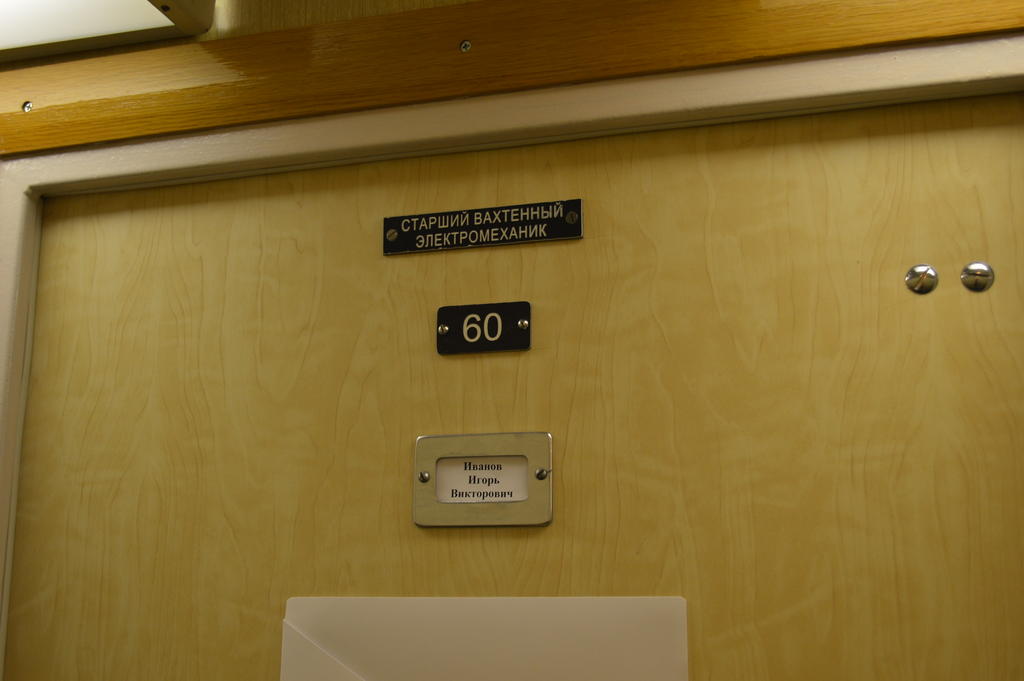 СТАРШИЙ ВАХТЕННЫЙ
ЭЛЕКТРОМЕХАНИК
60
Иванов
Игорь
Викторович